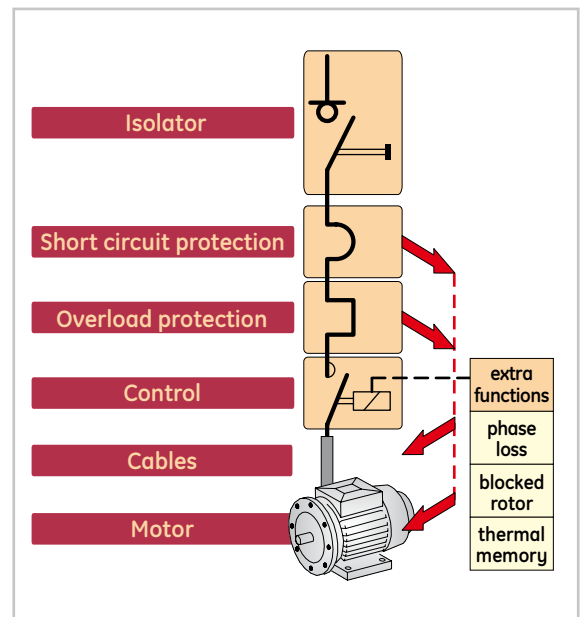 Isolator
Short circuit protection
Overload protection
Control
Cables
Motor
extra
functions
phase
loss
blocked
rotor
thermal
memory